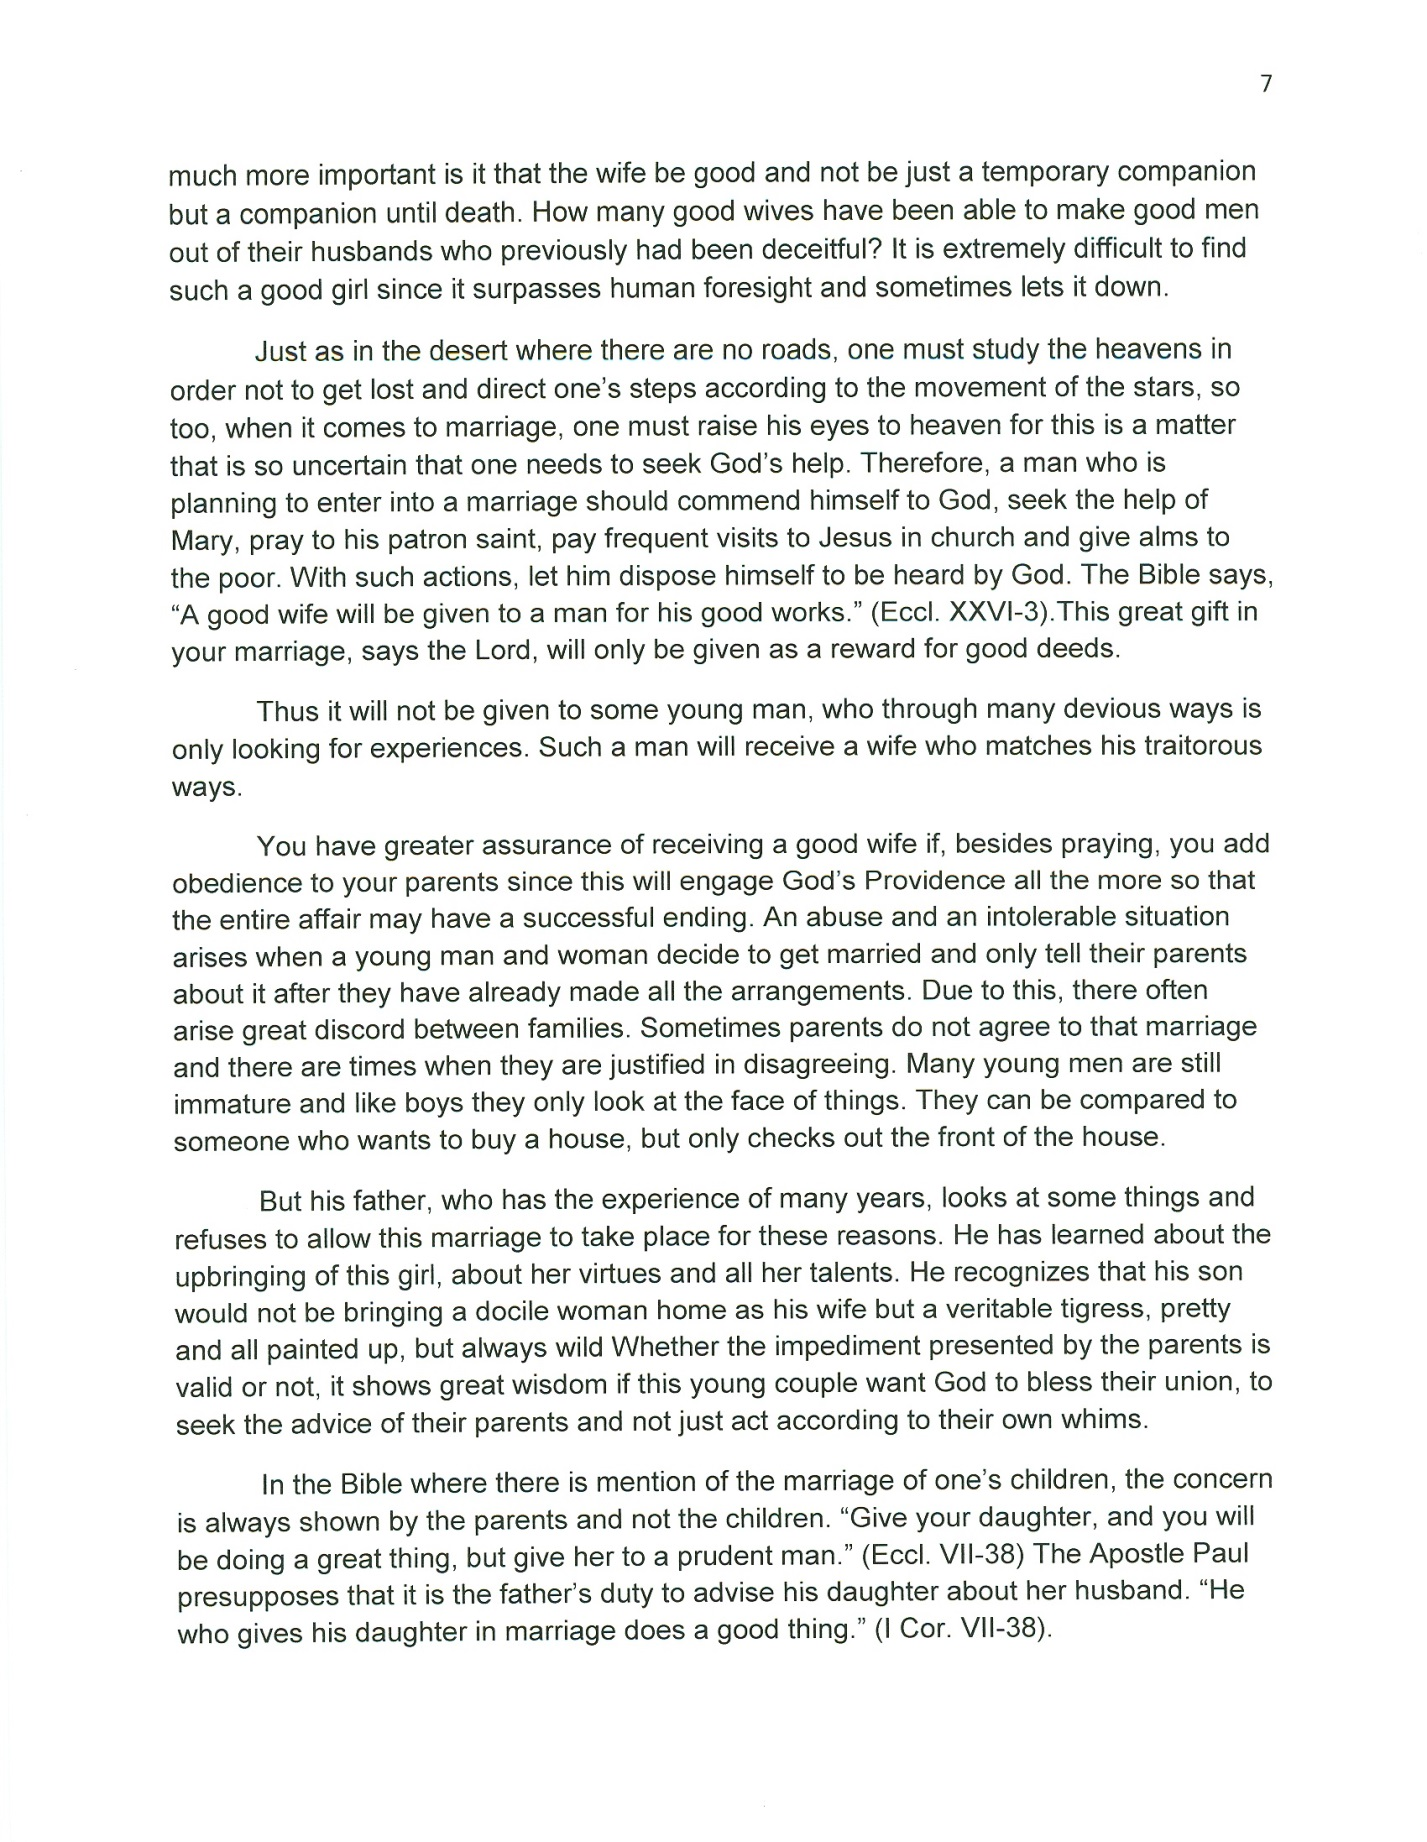 7
much more important is it that the wife be good and not be just a temporary companion
but a companion until death. How many good wives have been able to make good men
out of their husbands who previously had been deceitful? It is extremely difficult to find
such a good girl since it surpasses human foresight and sometimes lets it down.
Just as in the desert where there are no roads, one must study the heavens in
order not to get lost and direct one's steps according to the movement of the stars, so
too, when it comes to marriage, one must raise his eyes to heaven for this is a matter
that is so uncertain that one needs to seek God's help. Therefore, a man who is
planning to enter into a marriage should commend himself to God, seek the help of
Mary, pray to his patron saint, pay frequent visits to Jesus in church and give alms to
the poor. With such actions, let him dispose himself to be heard by God. The Bible says,
“A good wife will be given to a man for his good works.” (Eccl. XXVI-3).This great gift in
your marriage, says the Lord, will only be given as a reward for good deeds.
Thus it will not be given to some young man, who through many devious ways is
only looking for experiences. Such a man will receive a wife who matches his traitorous
ways.
You have greater assurance of receiving a good wife if, besides praying, you add
obedience to your parents since this will engage God's Providence all the more so that
the entire affair may have a successful ending. An abuse and an intolerable situation
arises when a young man and woman decide to get married and only tell their parents
about it after they have already made all the arrangements. Due to this, there often
arise great discord between families. Sometimes parents do not agree to that marriage
and there are times when they are justified in disagreeing. Many young men are still
immature and like boys they only look at the face of things. They can be compared to
someone who wants to buy a house, but only checks out the front of the house.
But his father, who has the experience of many years, looks at some things and
refuses to allow this marriage to take place for these reasons. He has learned about the
upbringing of this girl, about her virtues and all her talents. He recognizes that his son
would not be bringing a docile woman home as his wife but a veritable tigress, pretty
and all painted up, but always wild Whether the impediment presented by the parents is
valid or not, it shows great wisdom if this young couple want God to bless their union, to
seek the advice of their parents and not just act according to their own whims.
In the Bible where there is mention of the marriage of one's children, the concern
is always shown by the parents and not the children. “Give your daughter, and you will
be doing a great thing, but give her to a prudent man.” (Eccl. VII-38) The Apostle Paul
presupposes that it is the father's duty to advise his daughter about her husband. “He
who gives his daughter in marriage does a good thing.” (I Cor. VII-38).